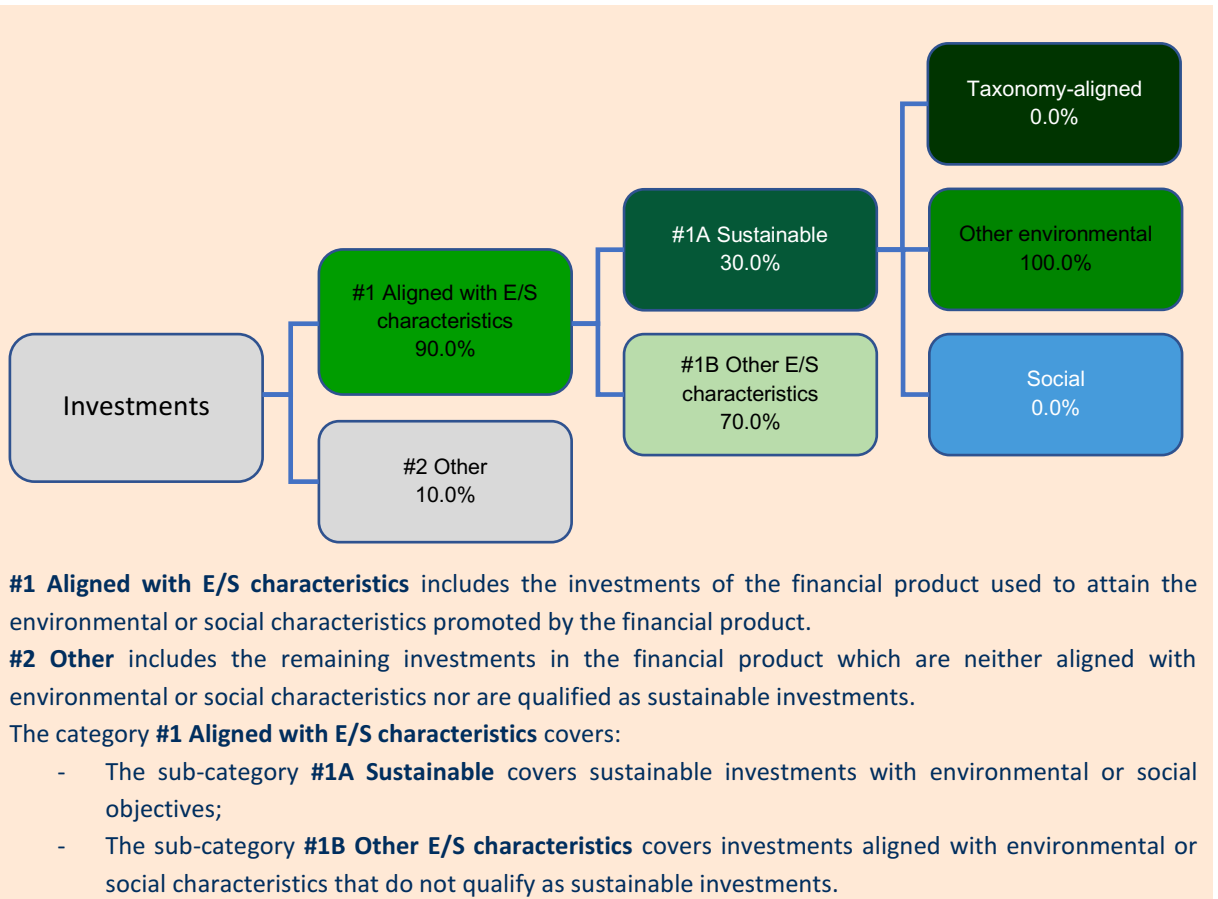 Taxonomy-aligned
0.0%
#1A Sustainable
30.0%
Other environmental
100.0%
#1 Aligned with E/S
characteristics
90.0%
Investments
#1B Other E/S
characteristics
70.0%
Social
0.0%
#2 Other
10.0%
#1 Aligned with E/S characteristics includes the investments of the financial product used to attain the
environmental or social characteristics promoted by the financial product.
#2 Other includes the remaining investments in the financial product which are neither aligned with
environmental or social characteristics nor are qualified as sustainable investments.
The category #1 Aligned with E/S characteristics covers:
- The sub-category #1A Sustainable covers sustainable investments with environmental or social
objectives;
- The sub-category #1B Other E/S characteristics covers investments aligned with environmental or
social characteristics that do not qualify as sustainable investments.